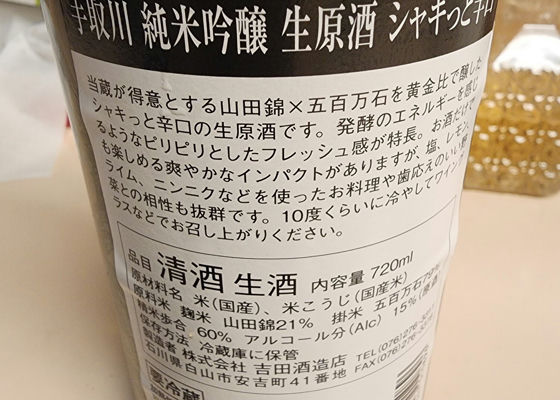 手取川 純米吟醸 生原酒 シャキっと辛口
当蔵が得意とする山田錦×五百万石を黄金比で醸した
シャキっと辛口の生原酒です。発酵のエネルギーを感じ
るようなピリピリとしたフレッシュ感が特長。お酒だけで
も楽しめる爽やかなインパクトがありますが、塩、レモン、
ライム、ニンニクなどを使ったお料理や歯応えのいい野
菜との相性も抜群です。10度くらいに冷やしてワイングラ
スなどでお召し上がりください。
品目 清酒 生酒 内容量 720ml
原材料名 米(国産)、米こうじ(国産米)
原料米 麹米 山田錦21% 掛米 五百万石79%
精米歩合 60% アルコール分(Alc) 15%(原酒)
保存方法 冷蔵庫に保管
製造者 株式会社 吉田酒造店 TEL(076)276-
石川県白山市安吉町41番地 FAX(076)276-
要冷蔵